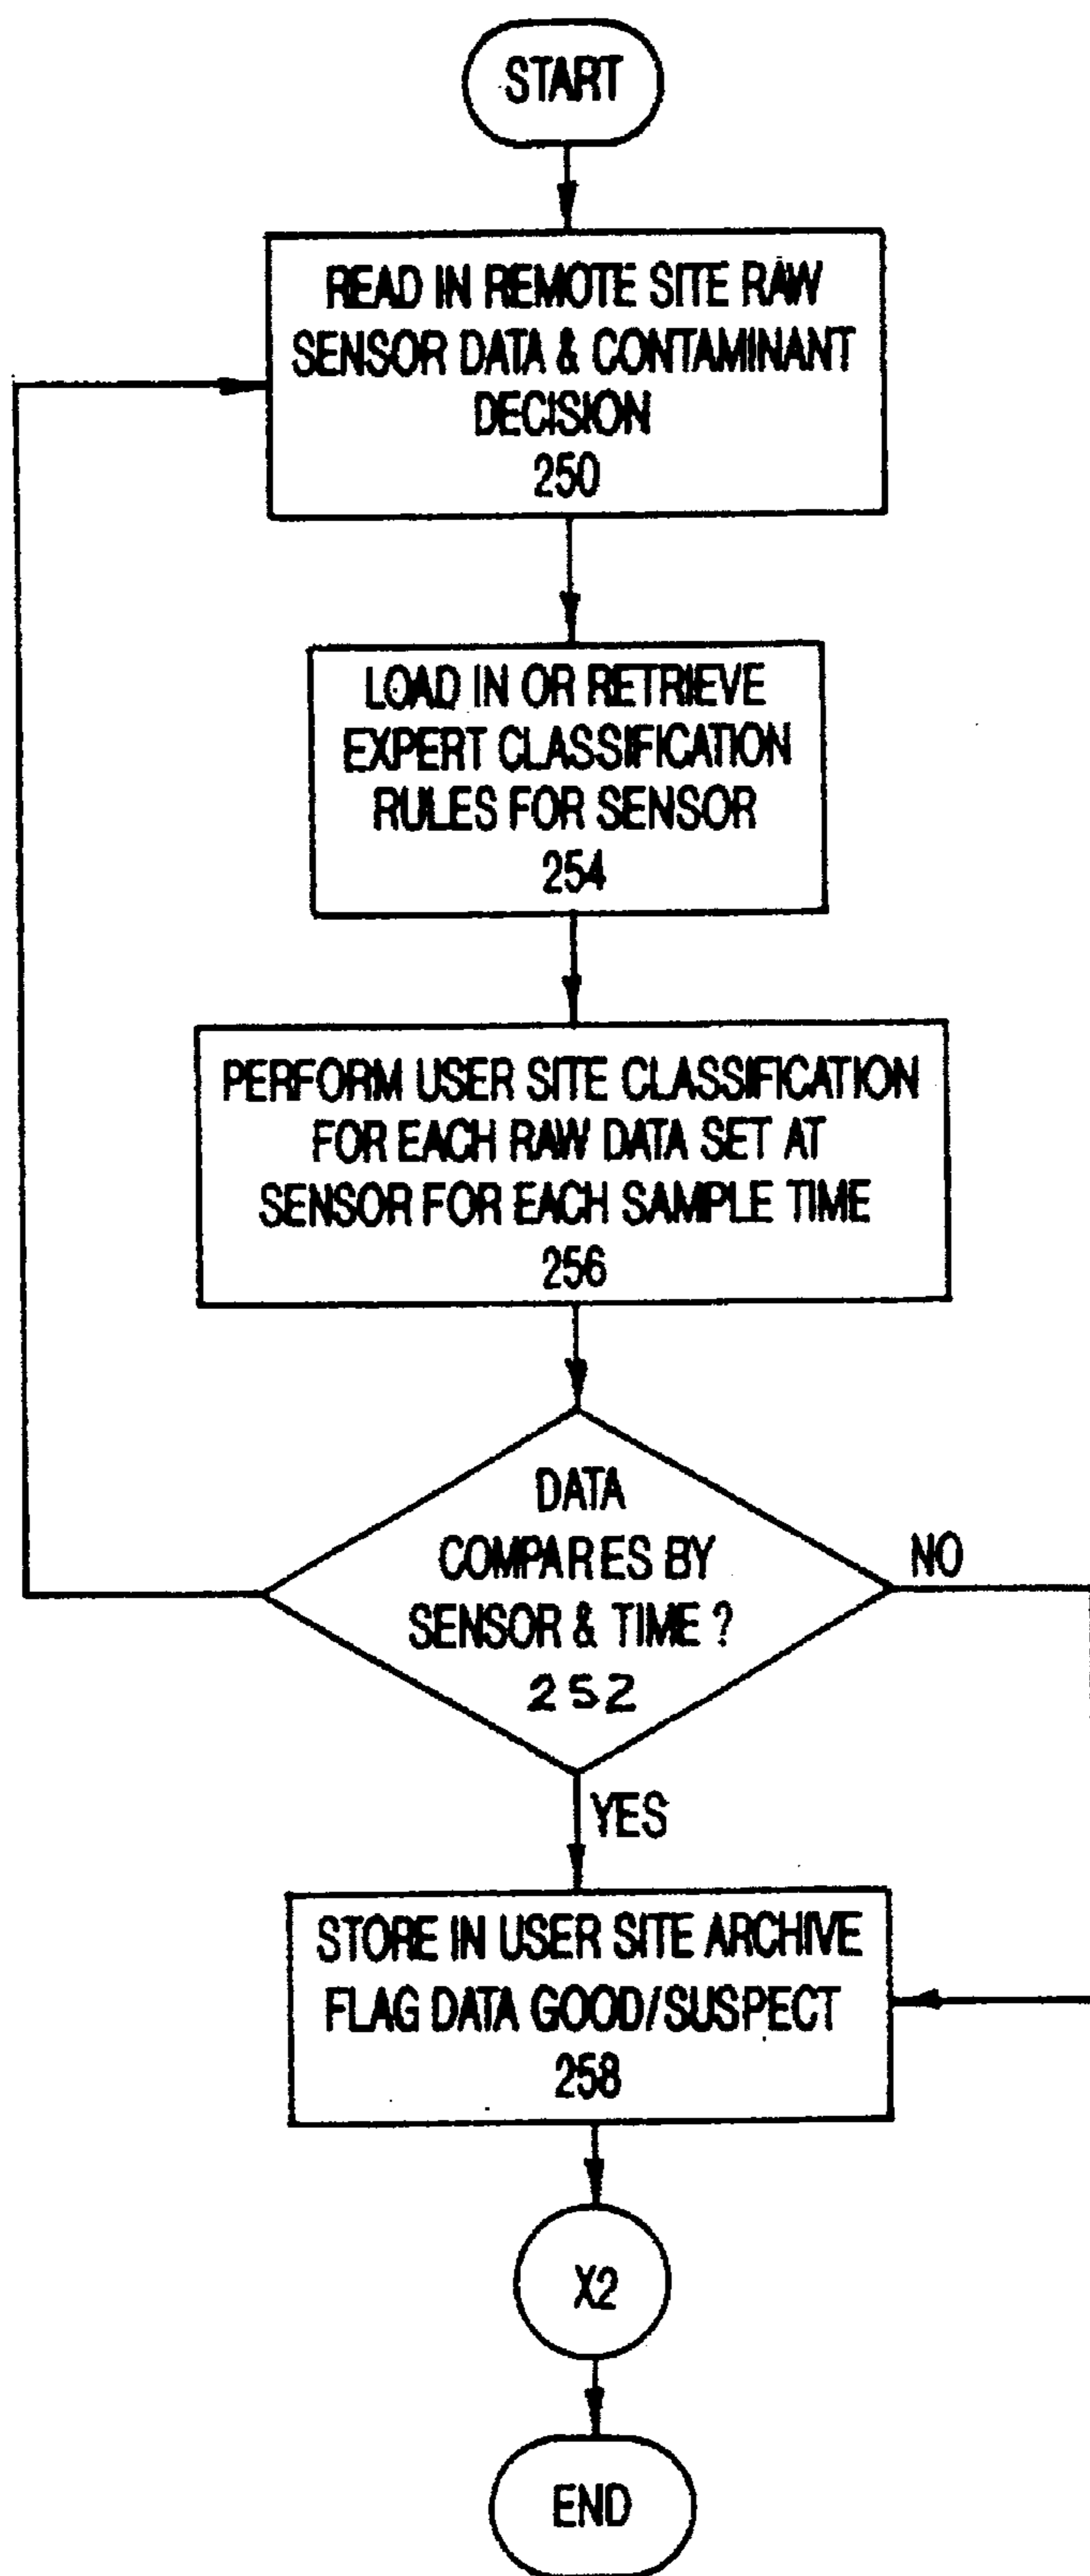 START
READ IN REMOTE SITE RAW
SENSOR DATA & CONTAMINANT
DECISION
250
LOAD IN OR RETRIEVE
EXPERT CLASSIFICATION
RULES FOR SENSOR
254
PERFORM USER SITE CLASSIFICATION
FOR EACH RAW DATA SET AT
SENSOR FOR EACH SAMPLE TIME
256
DATA
COMPARES BY
SENSOR & TIME ?
252
NO
YES
STORE IN USER SITE ARCHIVE
FLAG DATA GOOD/SUSPECT
258
X2
END